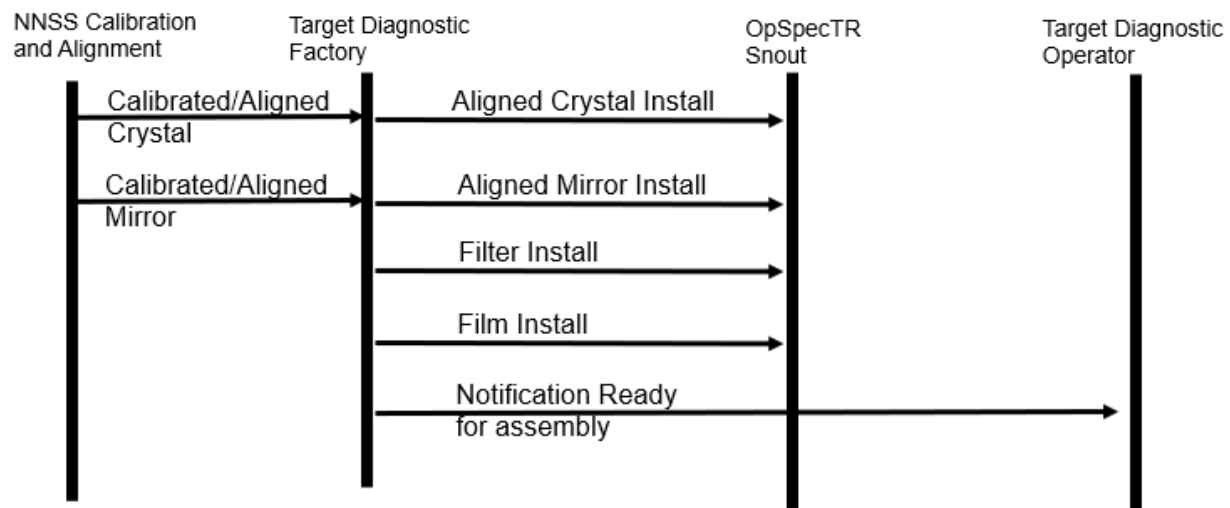 NNSS Calibration
and Alignment
Target Diagnostic
Factory
OpSpecTR
Snout
Target Diagnostic
Operator
Calibrated/Aligned
Crystal
Aligned Crystal Install
Calibrated/Aligned
Mirror
Aligned Mirror Install
Filter Install
Film Install
Notification Ready
for assembly